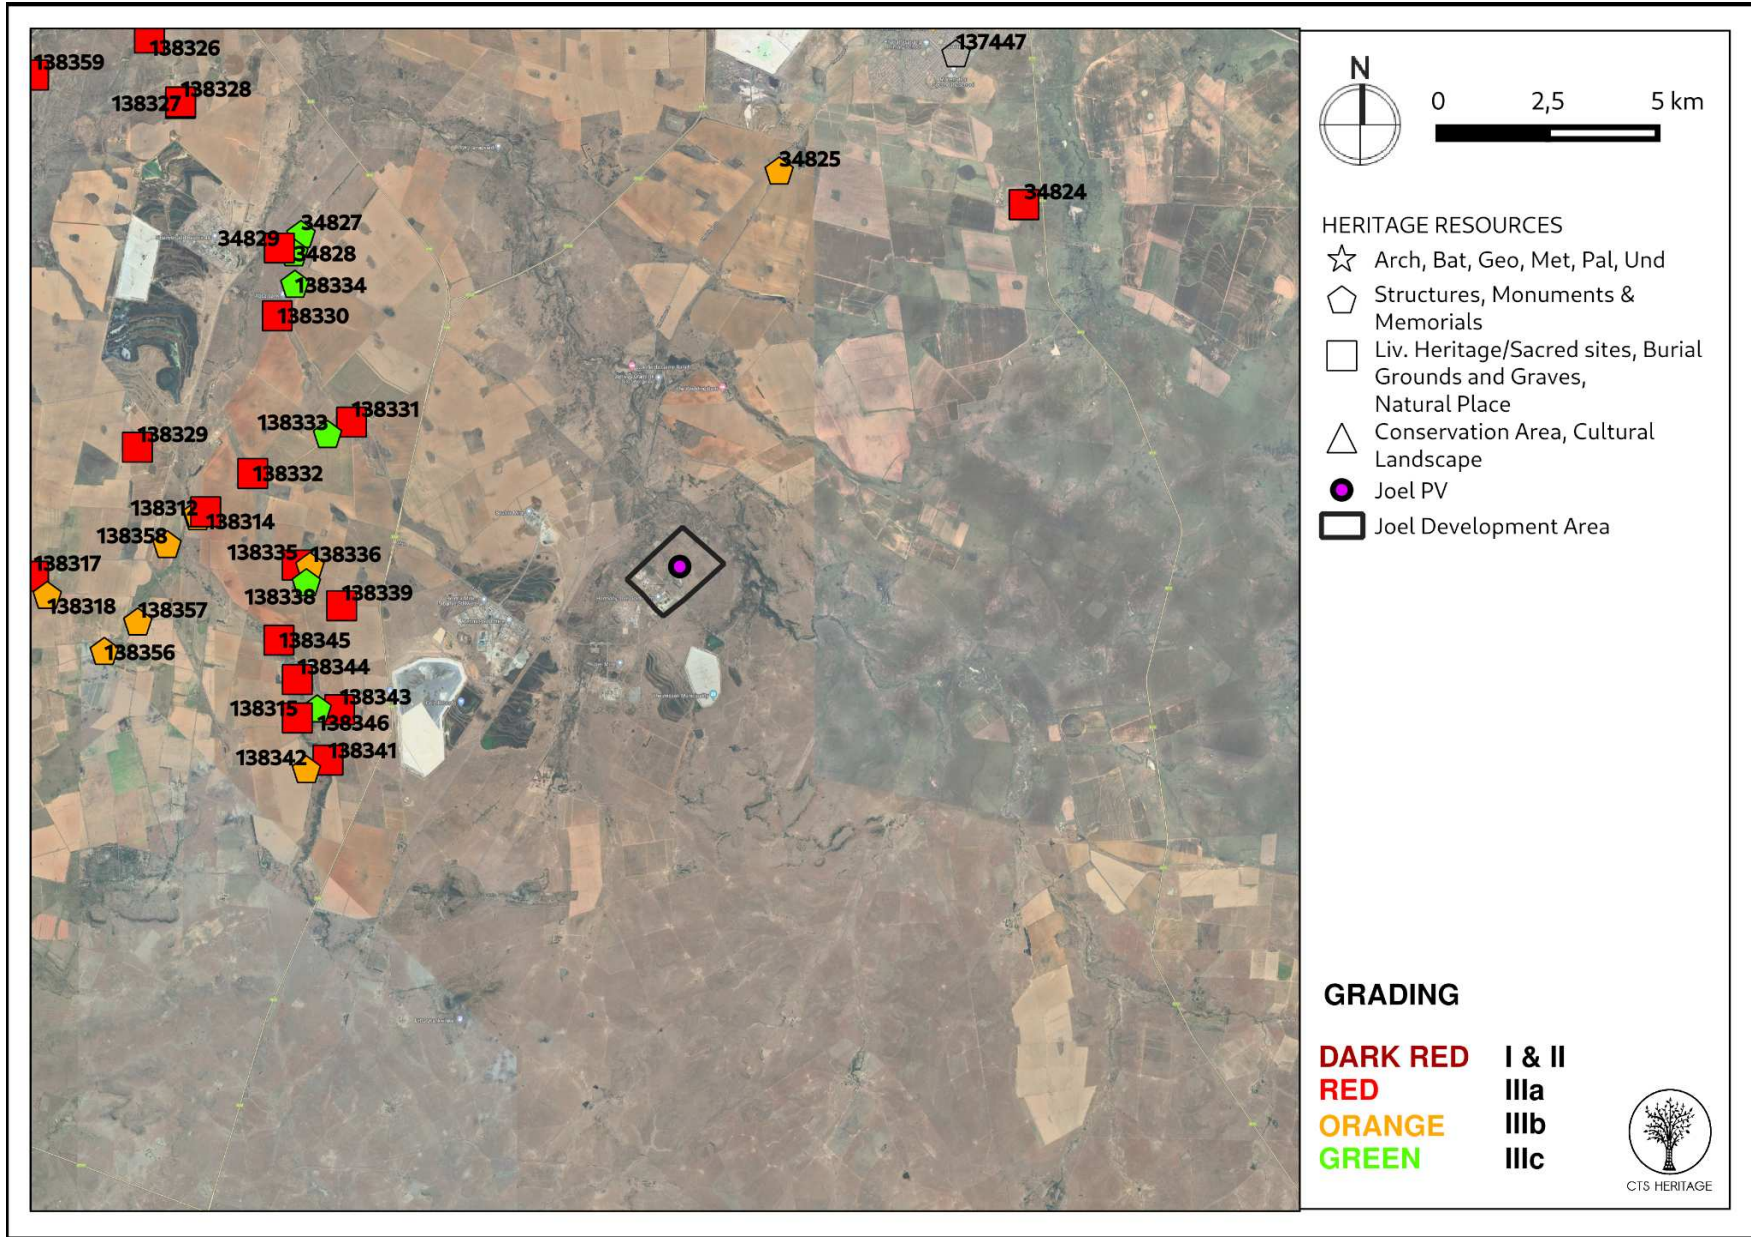 138326
138359
138328
138327
137447
34825
34824
34827
34829
34828
138334
138330
138331
138333
138329
138332
138312
138314
138358
138335
138336
138317
138338
138339
138318
138357
138345
138356
138344
138343
138315
138346
138341
138342
N
0 2,5 5 km
HERITAGE RESOURCES
Arch, Bat, Geo, Met, Pal, Und
Structures, Monuments &
Memorials
Liv. Heritage/Sacred sites, Burial
Grounds and Graves,
Natural Place
Conservation Area, Cultural
Landscape
Joel PV
Joel Development Area
GRADING
DARK RED I & II
RED IIIa
ORANGE IIIb
GREEN IIIc
CTS HERITAGE